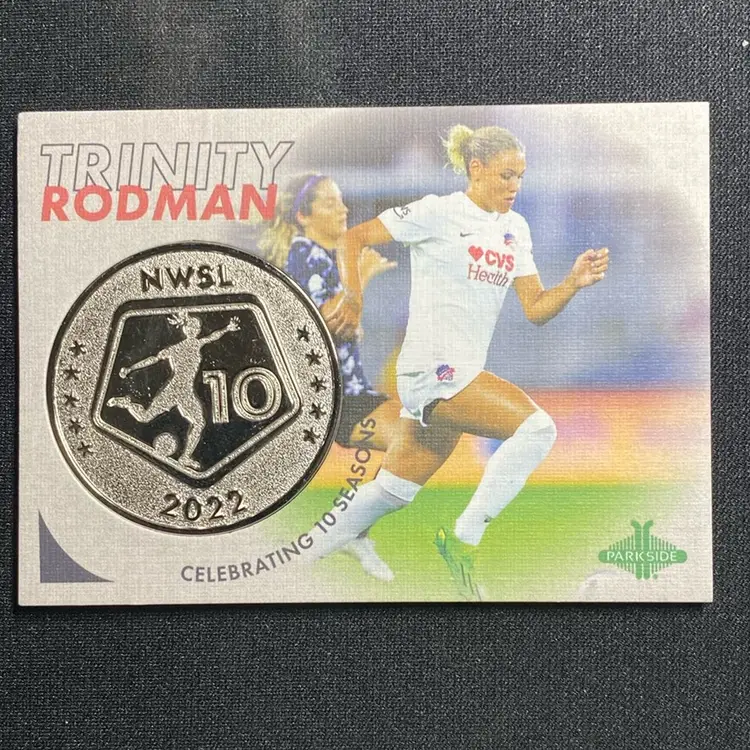 TRINITY
RODMAN
NWSL
10
2022
CELEBRATING 10 SEASONS
CVS
Health
PARKSIDE